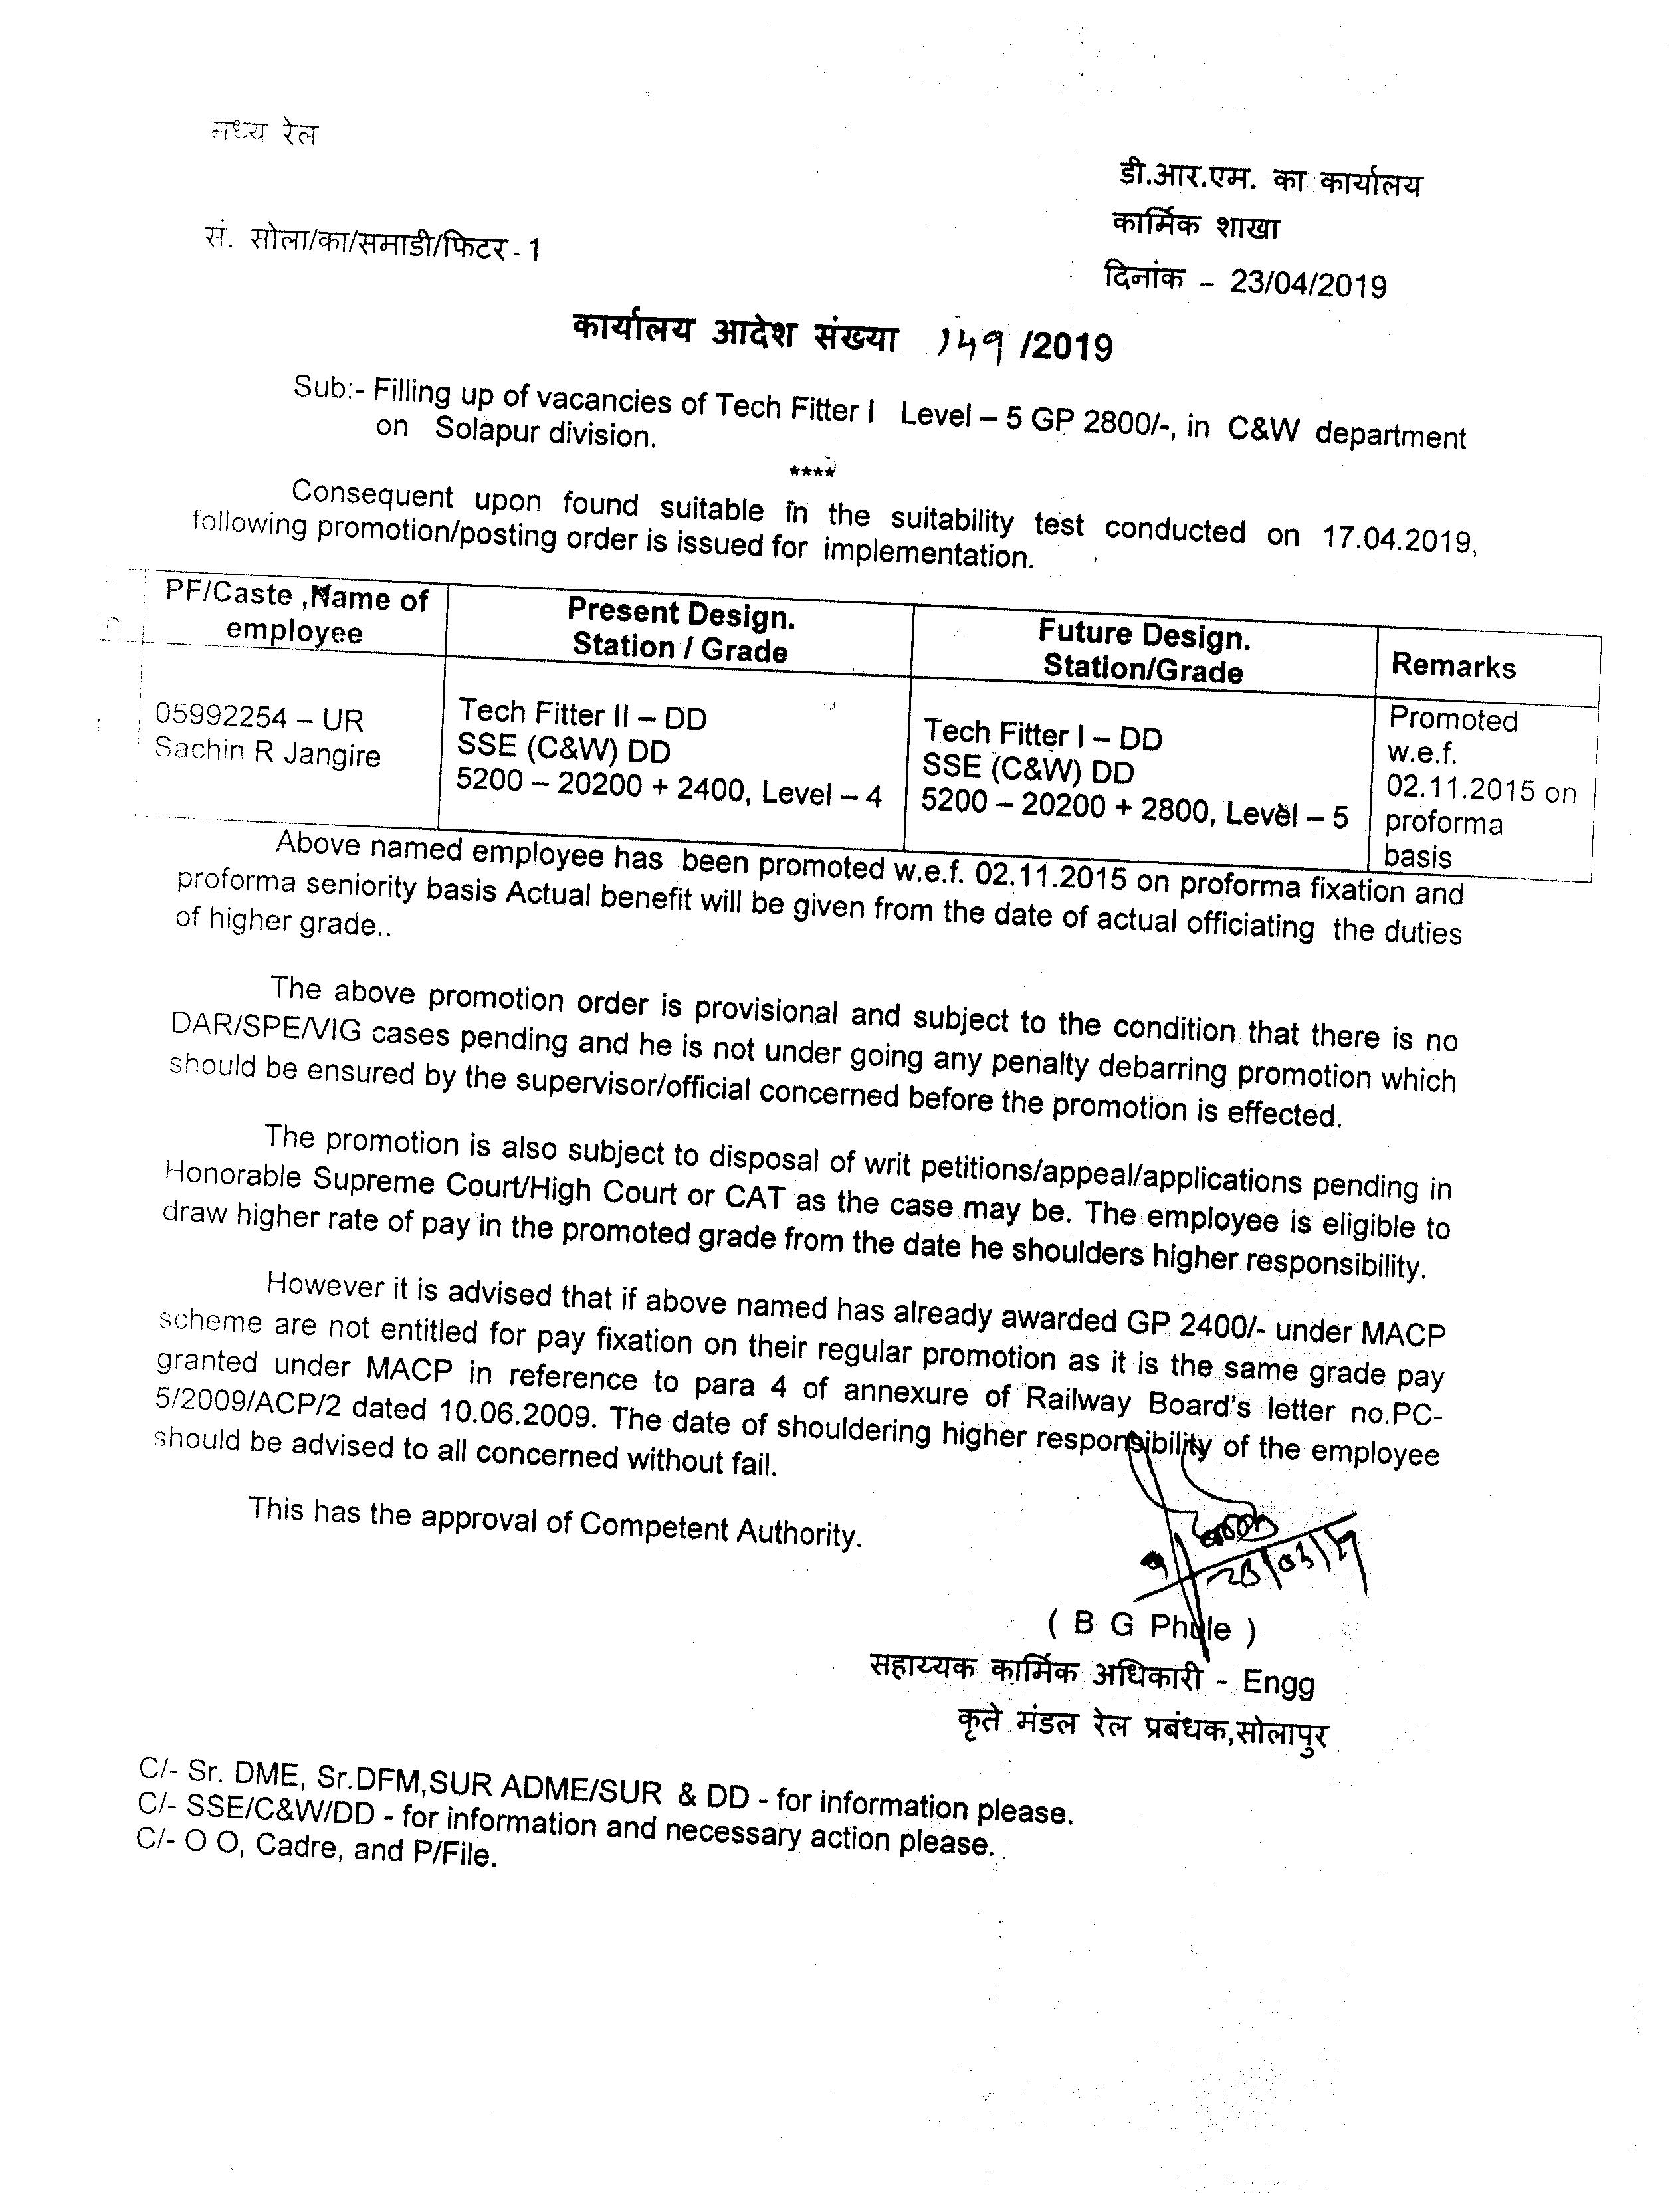 मध्य रेल
डी.आर.एम. का कार्यालय
कार्मिक शाखा
सं. सोला/का/समाडी/फिटर - 1
दिनांक – 23/04/2019
कार्यालय आदेश संख्या 149 /2019
Sub:- Filling up of vacancies of Tech Fitter I Level – 5 GP 2800/-, in C&W department
on Solapur division.
****
Consequent upon found suitable in the suitability test conducted on 17.04.2019,
following promotion/posting order is issued for implementation.
PF/Caste ,Name of
employee
Present Design.
Station / Grade
Future Design.
Station/Grade
Remarks
05992254 – UR
Sachin R Jangire
Tech Fitter II – DD
SSE (C&W) DD
5200 – 20200 + 2400, Level – 4
Tech Fitter I – DD
SSE (C&W) DD
5200 – 20200 + 2800, Level – 5
Promoted
w.e.f.
02.11.2015 on
proforma
basis
Above named employee has been promoted w.e.f. 02.11.2015 on proforma fixation and
proforma seniority basis Actual benefit will be given from the date of actual officiating the duties
of higher grade..
The above promotion order is provisional and subject to the condition that there is no
DAR/SPE/VIG cases pending and he is not under going any penalty debarring promotion which
should be ensured by the supervisor/official concerned before the promotion is effected.
The promotion is also subject to disposal of writ petitions/appeal/applications pending in
Honorable Supreme Court/High Court or CAT as the case may be. The employee is eligible to
draw higher rate of pay in the promoted grade from the date he shoulders higher responsibility.
However it is advised that if above named has already awarded GP 2400/- under MACP
scheme are not entitled for pay fixation on their regular promotion as it is the same grade pay
granted under MACP in reference to para 4 of annexure of Railway Board's letter no.PC-
5/2009/ACP/2 dated 10.06.2009. The date of shouldering higher responsibility of the employee
should be advised to all concerned without fail.
This has the approval of Competent Authority.
( B G Phule )
सहाय्यक कार्मिक अधिकारी - Engg
कृते मंडल रेल प्रबंधक,सोलापुर
C/- Sr. DME, Sr.DFM,SUR ADME/SUR & DD - for information please.
C/- SSE/C&W/DD - for information and necessary action please.
C/- O O, Cadre, and P/File.